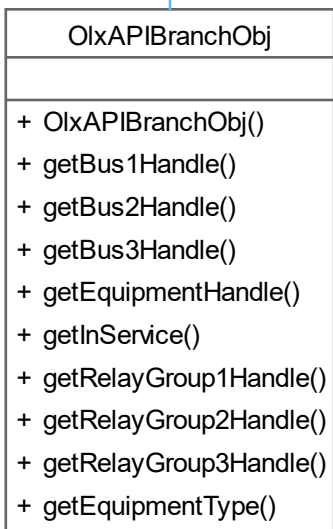 OlxAPIBranchObj
+ OlxAPIBranchObj()
+ getBus1Handle()
+ getBus2Handle()
+ getBus3Handle()
+ getEquipmentHandle()
+ getInService()
+ getRelayGroup1Handle()
+ getRelayGroup2Handle()
+ getRelayGroup3Handle()
+ getEquipmentType()